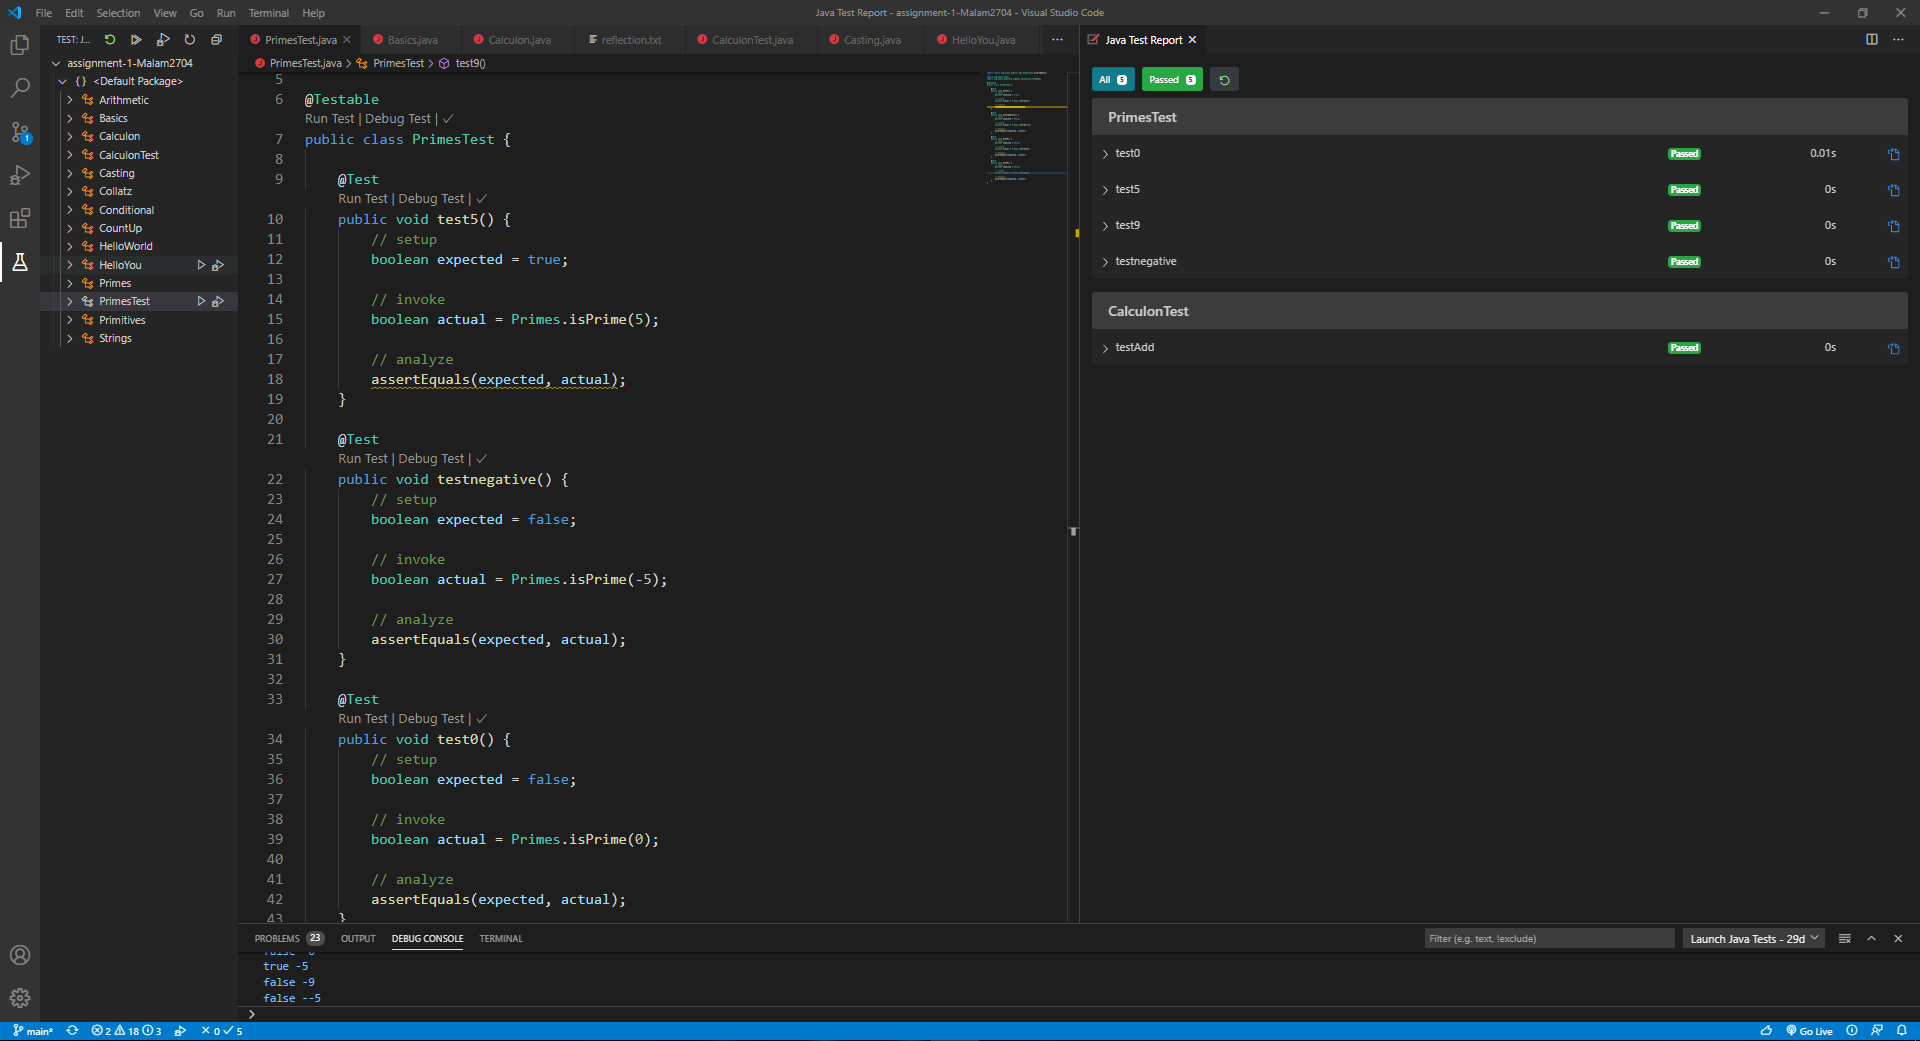 File Edit Selection View Go Run Terminal Help
Java Test Report - assignment-1-Malam2704 - Visual Studio Code
TEST: J...
assignment-1-Malam2704
{} <Default Package>
Arithmetic
Basics
Calculon
CalculonTest
Casting
Collatz
Conditional
CountUp
HelloWorld
HelloYou
Primes
PrimesTest
Primitives
Strings
1
PrimesTest.java Basics.java Calculon.java reflection.txt CalculonTest.java Casting.java HelloYou.java
PrimesTest.java > PrimesTest > test9()
5
6 @Testable
Run Test | Debug Test | ✓
7 public class PrimesTest {
8
9 @Test
Run Test | Debug Test | ✓
10 public void test5() {
11 // setup
12 boolean expected = true;
13
14 // invoke
15 boolean actual = Primes.isPrime(5);
16
17 // analyze
18 assertEquals(expected, actual);
19 }
20
21 @Test
Run Test | Debug Test | ✓
22 public void testnegative() {
23 // setup
24 boolean expected = false;
25
26 // invoke
27 boolean actual = Primes.isPrime(-5);
28
29 // analyze
30 assertEquals(expected, actual);
31 }
32
33 @Test
Run Test | Debug Test | ✓
34 public void test0() {
35 // setup
36 boolean expected = false;
37
38 // invoke
39 boolean actual = Primes.isPrime(0);
40
41 // analyze
42 assertEquals(expected, actual);
43 }
Java Test Report
All 5 Passed 5
PrimesTest
test0 Passed 0.01s
test5 Passed 0s
test9 Passed 0s
testnegative Passed 0s
CalculonTest
testAdd Passed 0s
PROBLEMS 23 OUTPUT DEBUG CONSOLE TERMINAL
Filter (e.g. text, !exclude)
Launch Java Tests - 29d
true -5
false -9
false --5
main* 2 18 3 0 ✓ 5
Go Live